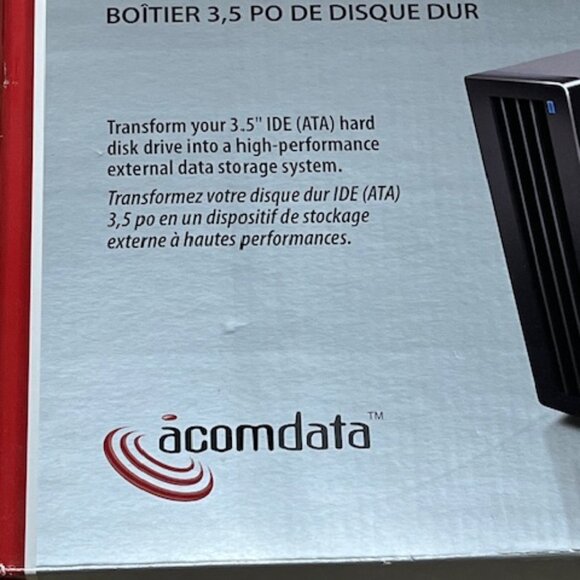 BOÎTIER 3,5 PO DE DISQUE DUR
Transform your 3.5" IDE (ATA) hard
disk drive into a high-performance
external data storage system.
Transformez votre disque dur IDE (ATA)
3,5 po en un dispositif de stockage
externe à hautes performances.
acomdata™